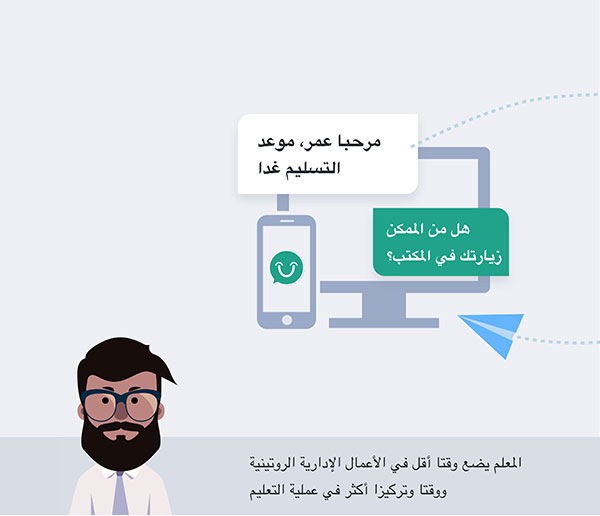 مرحبا عمر، موعد
التسليم غدا
هل من الممكن
زيارتك في المكتب؟
المعلم يضع وقتا أقل في الأعمال الإدارية الروتينية
ووقتا وتركيزا أكثر في عملية التعليم